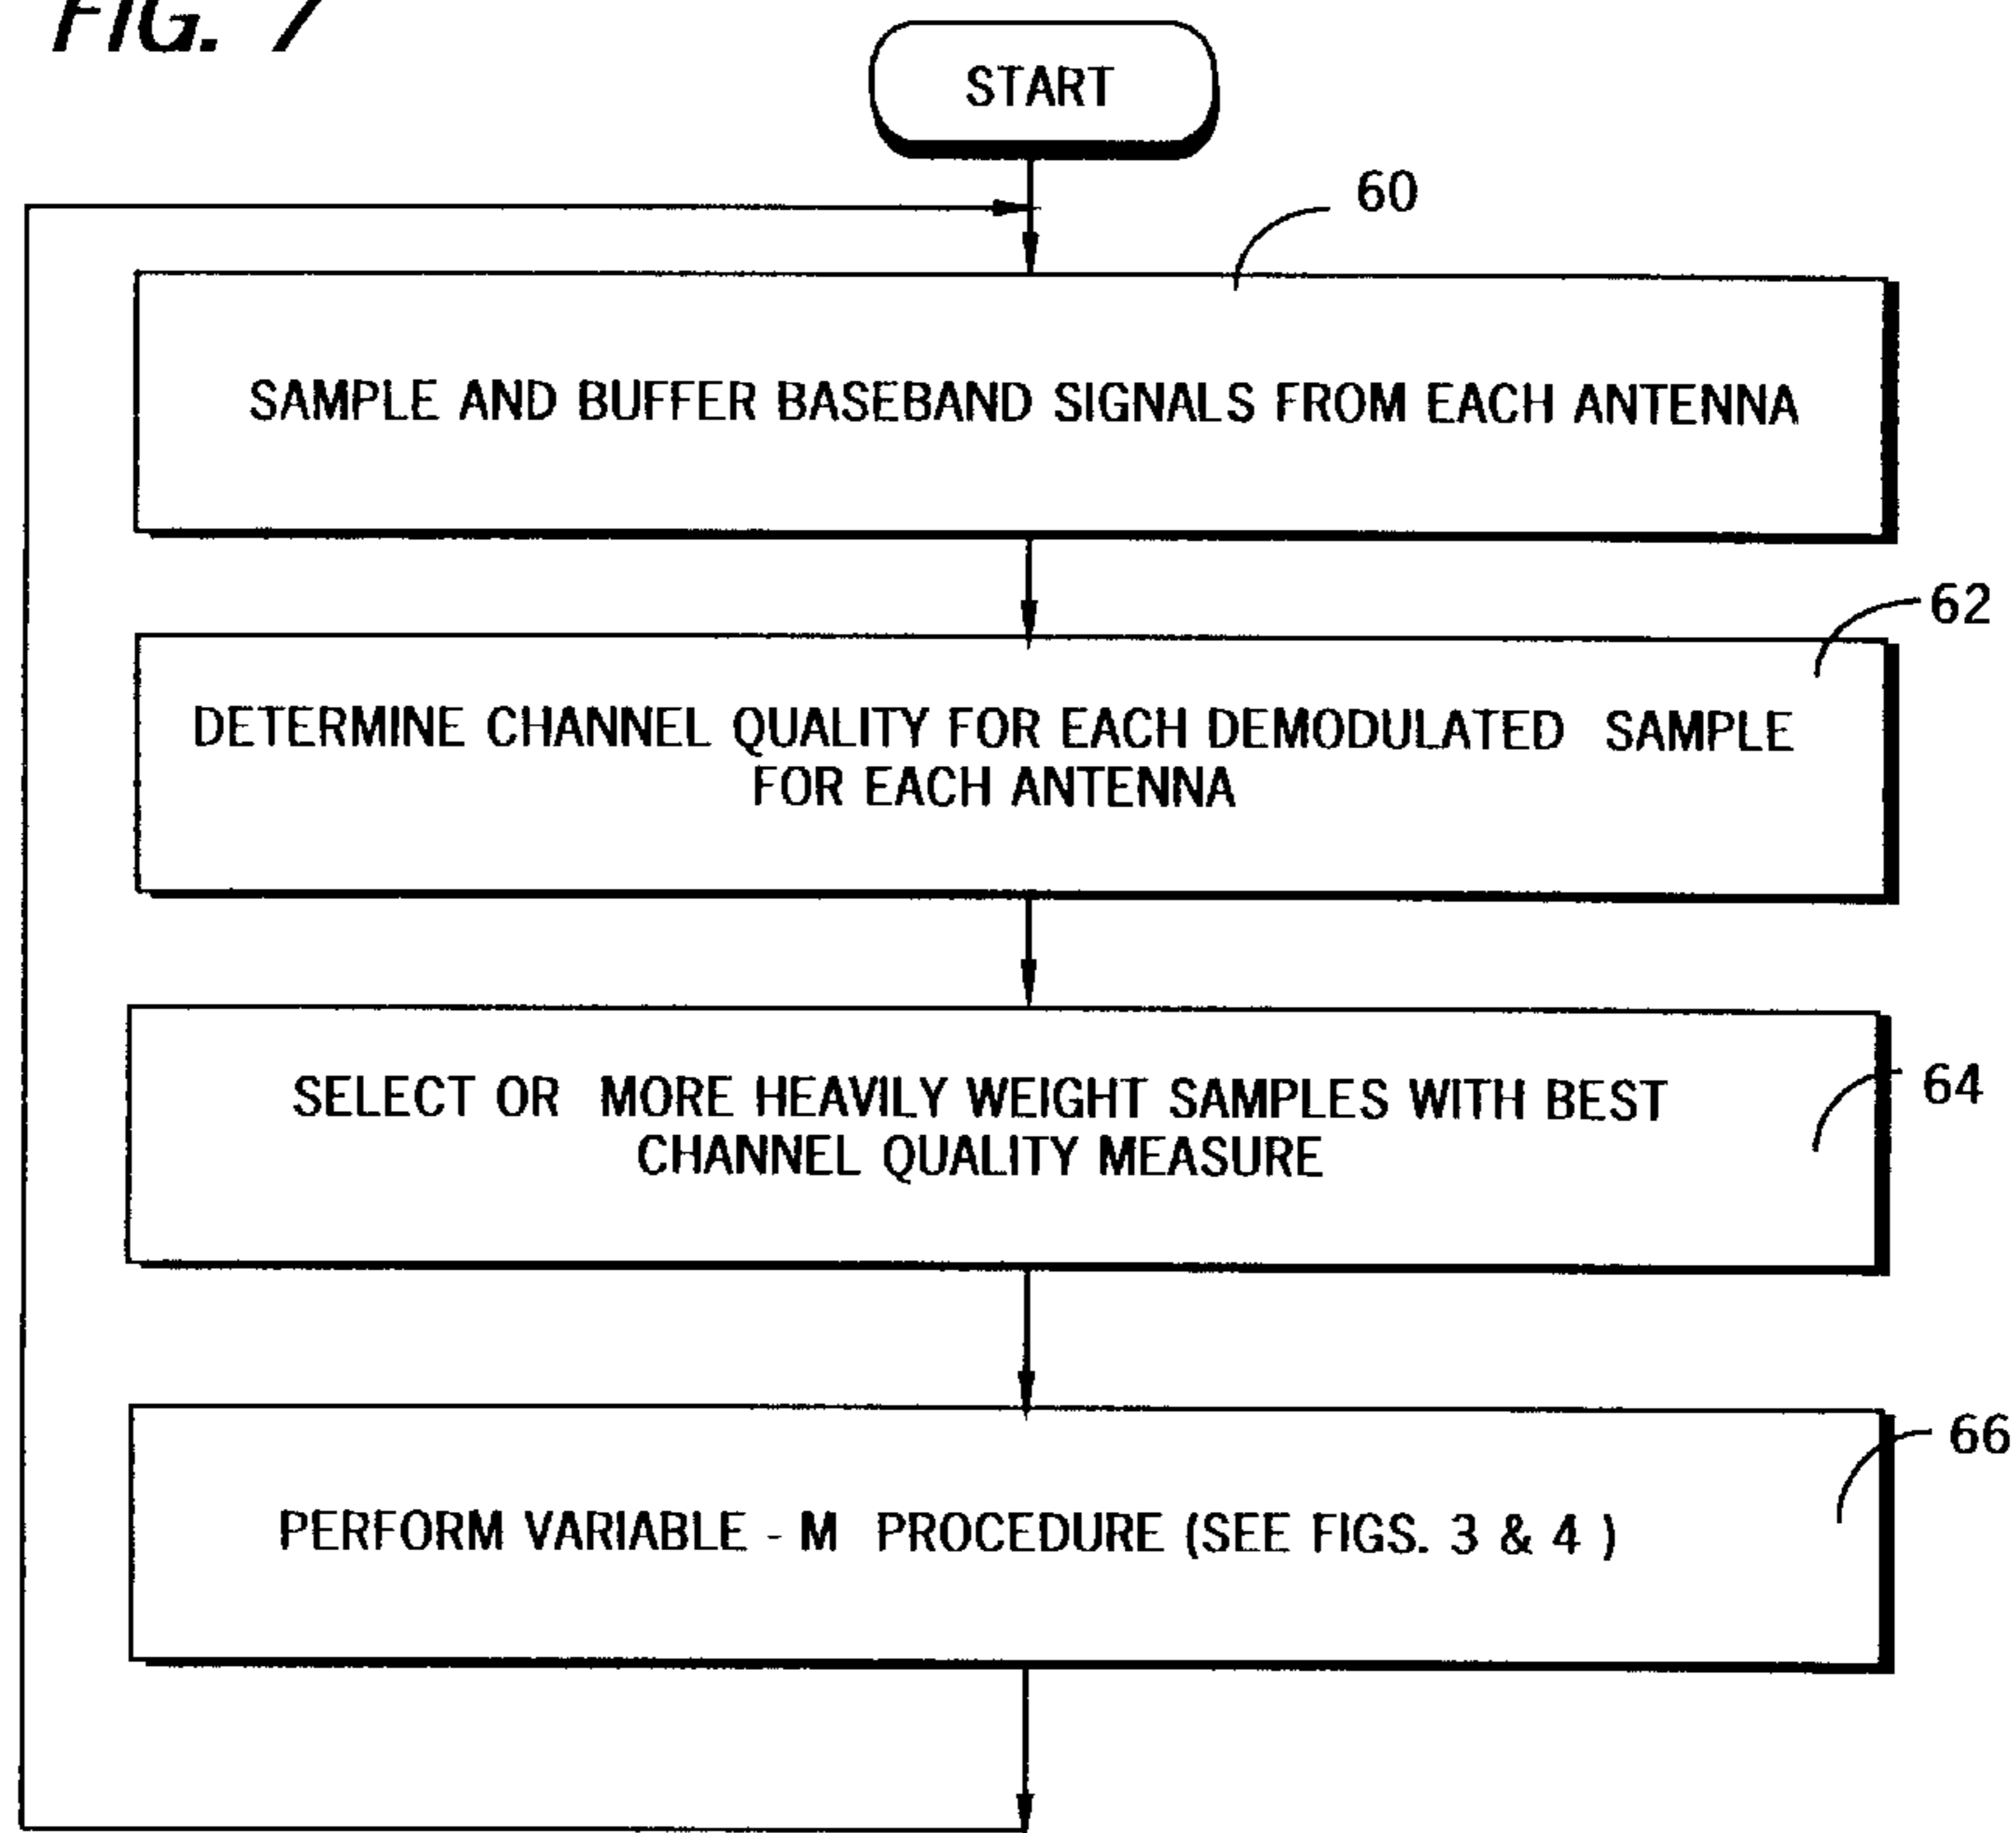 FIG. 7
START
60
SAMPLE AND BUFFER BASEBAND SIGNALS FROM EACH ANTENNA
62
DETERMINE CHANNEL QUALITY FOR EACH DEMODULATED SAMPLE
FOR EACH ANTENNA
SELECT OR MORE HEAVILY WEIGHT SAMPLES WITH BEST
CHANNEL QUALITY MEASURE
64
66
PERFORM VARIABLE - M PROCEDURE (SEE FIGS. 3 & 4 )